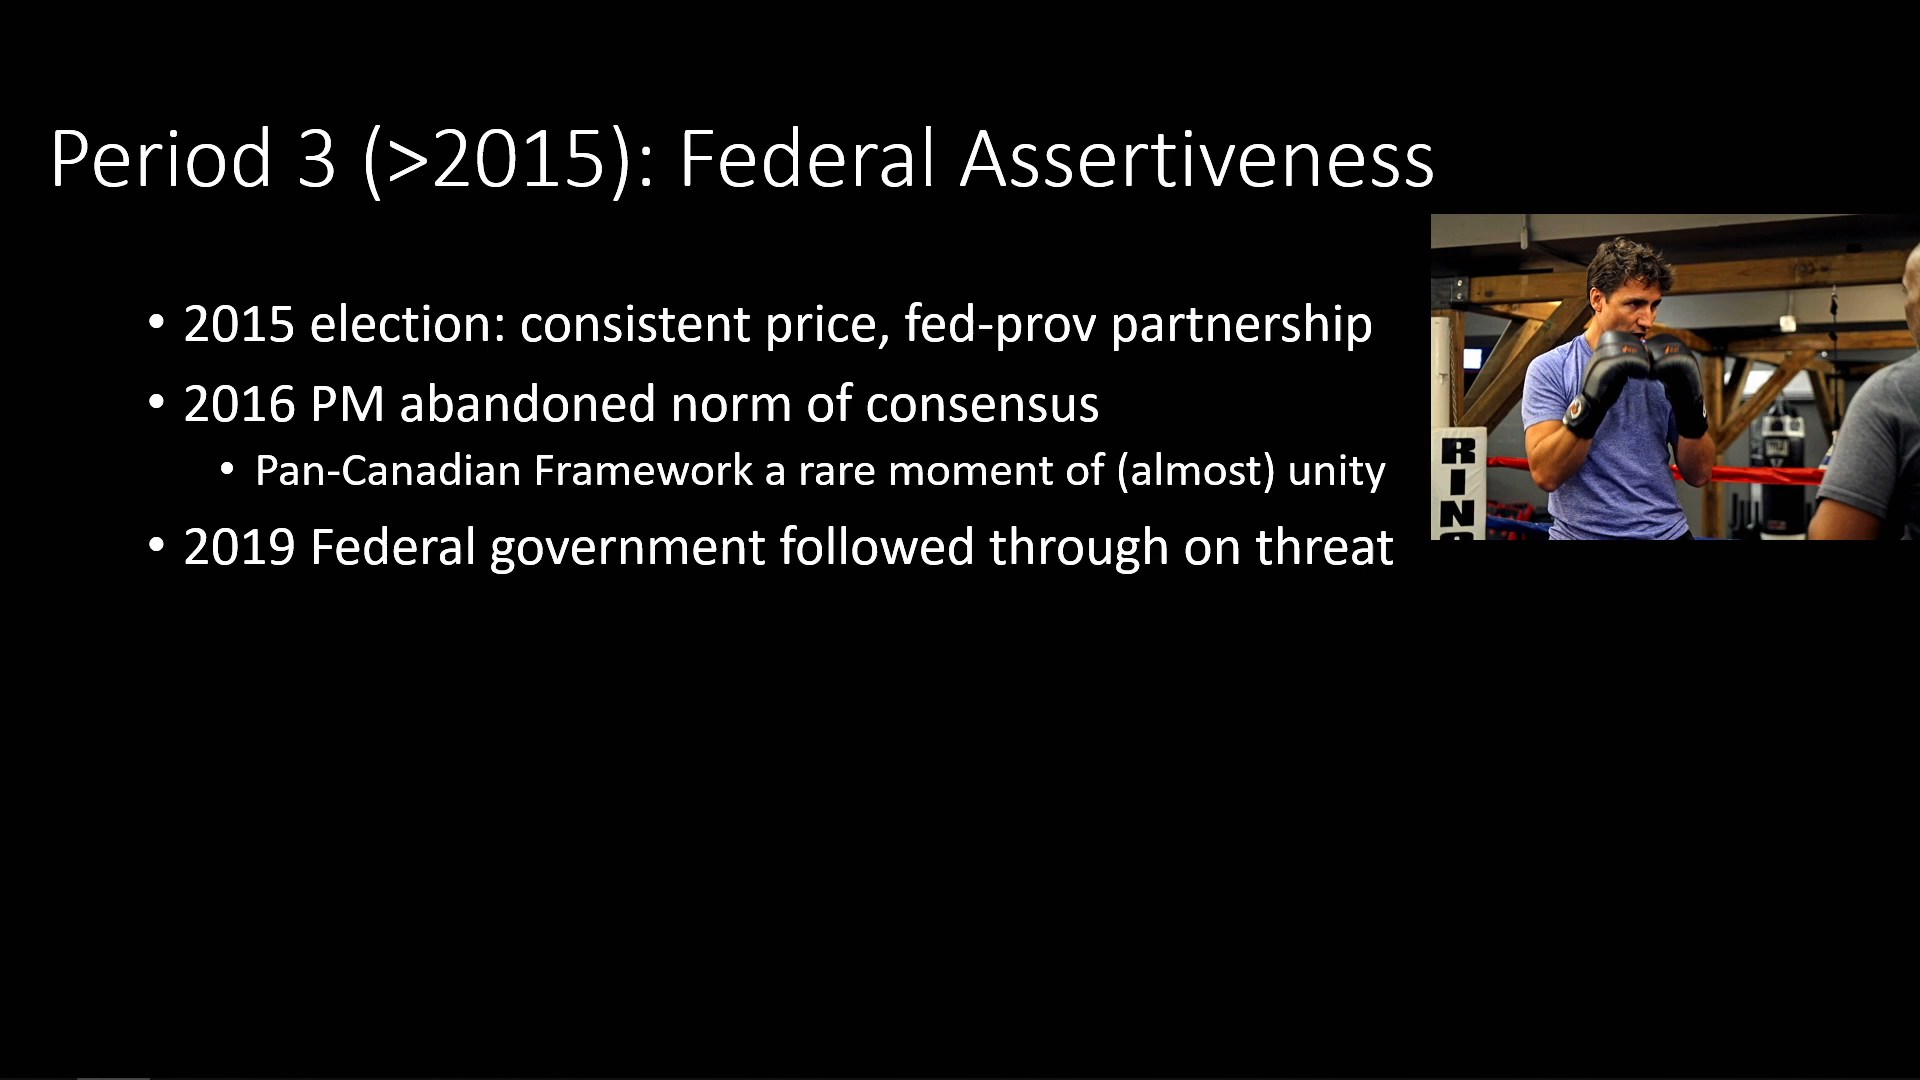 Period 3 (>2015): Federal Assertiveness
• 2015 election: consistent price, fed-prov partnership
• 2016 PM abandoned norm of consensus
• Pan-Canadian Framework a rare moment of (almost) unity
• 2019 Federal government followed through on threat
RIN